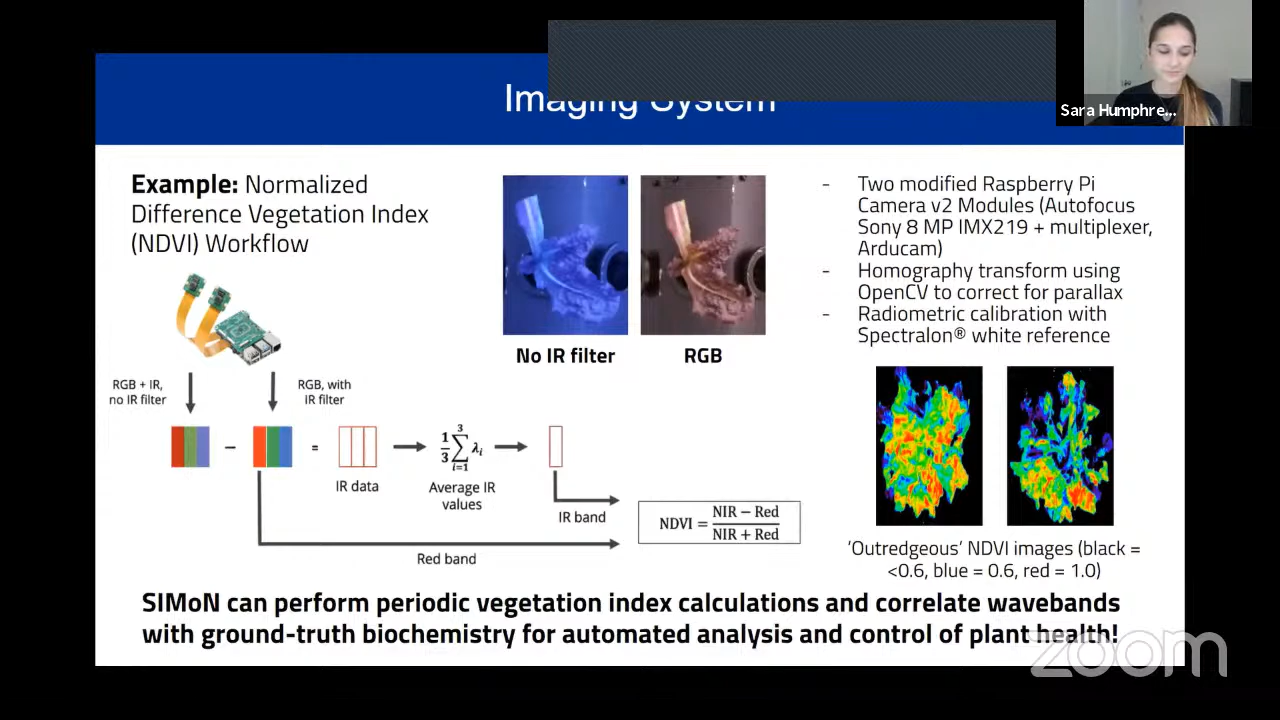 Imaging System
Sara Humphre...
Example: Normalized
Difference Vegetation Index
(NDVI) Workflow
RGB + IR,
no IR filter
RGB, with
IR filter
–
=
IR data
1/3 3∑i=1 λi
Average IR
values
IR band
Red band
NDVI = NIR – Red / NIR + Red
No IR filter
RGB
- Two modified Raspberry Pi
Camera v2 Modules (Autofocus
Sony 8 MP IMX219 + multiplexer,
Arducam)
- Homography transform using
OpenCV to correct for parallax
- Radiometric calibration with
Spectralon® white reference
'Outredgeous' NDVI images (black =
<0.6, blue = 0.6, red = 1.0)
SIMoN can perform periodic vegetation index calculations and correlate wavebands
with ground-truth biochemistry for automated analysis and control of plant health!
zoom